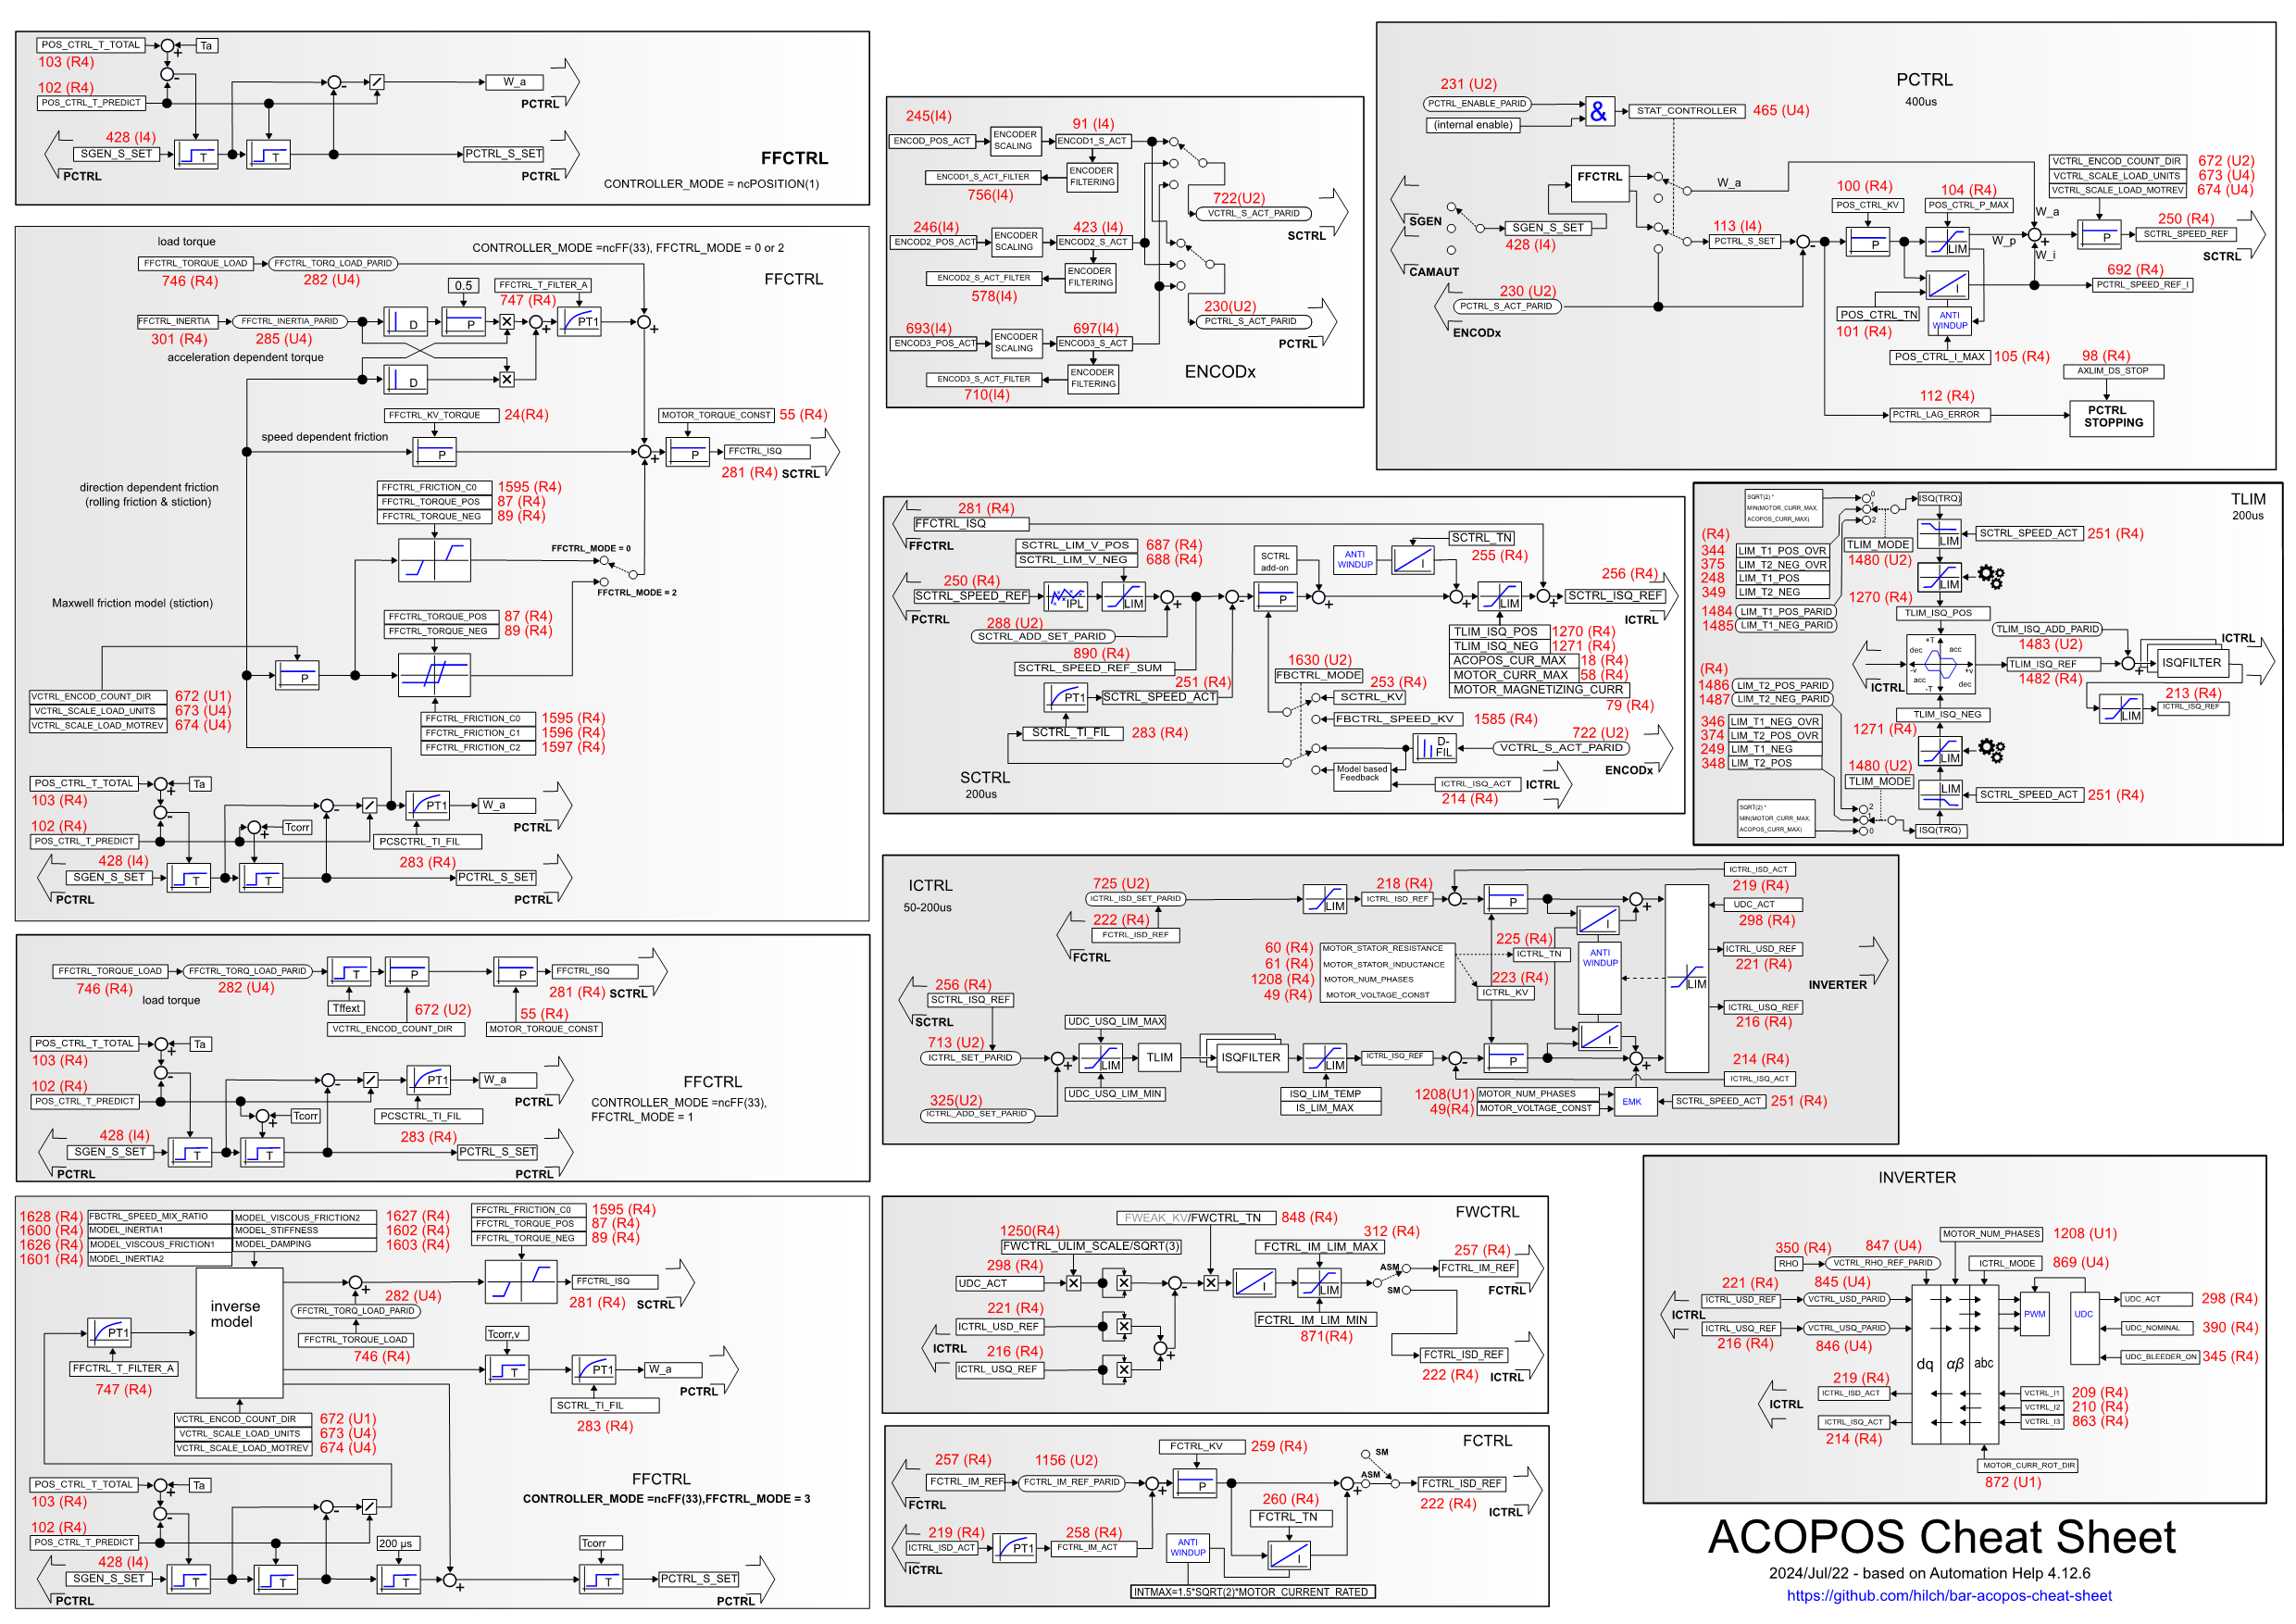 POS_CTRL_T_TOTAL
Ta
103 (R4)
102 (R4)
POS_CTRL_T_PREDICT
W_a
PCTRL
428 (I4)
SGEN_S_SET
T
T
PCTRL_S_SET
PCTRL
PCTRL
FFCTRL
CONTROLLER_MODE = ncPOSITION(1)
load torque
CONTROLLER_MODE =ncFF(33), FFCTRL_MODE = 0 or 2
FFCTRL_TORQUE_LOAD
FFCTRL_TORQ_LOAD_PARID
FFCTRL
746 (R4)
282 (U4)
0.5
FFCTRL_T_FILTER_A
747 (R4)
FFCTRL_INERTIA
FFCTRL_INERTIA_PARID
D
P
PT1
301 (R4)
285 (U4)
acceleration dependent torque
D
FFCTRL_KV_TORQUE
24(R4)
MOTOR_TORQUE_CONST
55 (R4)
speed dependent friction
P
P
FFCTRL_ISQ
281 (R4)
SCTRL
direction dependent friction
(rolling friction & stiction)
FFCTRL_FRICTION_C0
1595 (R4)
FFCTRL_TORQUE_POS
87 (R4)
FFCTRL_TORQUE_NEG
89 (R4)
FFCTRL_MODE = 0
FFCTRL_MODE = 2
Maxwell friction model (stiction)
FFCTRL_TORQUE_POS
87 (R4)
FFCTRL_TORQUE_NEG
89 (R4)
P
VCTRL_ENCOD_COUNT_DIR
672 (U1)
VCTRL_SCALE_LOAD_UNITS
673 (U4)
VCTRL_SCALE_LOAD_MOTREV
674 (U4)
FFCTRL_FRICTION_C0
1595 (R4)
FFCTRL_FRICTION_C1
1596 (R4)
FFCTRL_FRICTION_C2
1597 (R4)
POS_CTRL_T_TOTAL
Ta
103 (R4)
102 (R4)
POS_CTRL_T_PREDICT
Tcorr
PT1
W_a
PCTRL
PCSCTRL_TI_FIL
428 (I4)
283 (R4)
SGEN_S_SET
T
T
PCTRL_S_SET
PCTRL
PCTRL
FFCTRL_TORQUE_LOAD
FFCTRL_TORQ_LOAD_PARID
T
P
P
FFCTRL_ISQ
746 (R4)
282 (U4)
281 (R4)
SCTRL
load torque
Tffext
672 (U2)
55 (R4)
VCTRL_ENCOD_COUNT_DIR
MOTOR_TORQUE_CONST
POS_CTRL_T_TOTAL
Ta
103 (R4)
102 (R4)
POS_CTRL_T_PREDICT
PT1
W_a
PCTRL
Tcorr
PCSCTRL_TI_FIL
FFCTRL
CONTROLLER_MODE =ncFF(33),
FFCTRL_MODE = 1
428 (I4)
283 (R4)
SGEN_S_SET
T
T
PCTRL_S_SET
PCTRL
PCTRL
1628 (R4)
FBCTRL_SPEED_MIX_RATIO
MODEL_VISCOUS_FRICTION2
1627 (R4)
1600 (R4)
MODEL_INERTIA1
MODEL_STIFFNESS
1602 (R4)
1626 (R4)
MODEL_VISCOUS_FRICTION1
MODEL_DAMPING
1603 (R4)
1601 (R4)
MODEL_INERTIA2
FFCTRL_FRICTION_C0
1595 (R4)
FFCTRL_TORQUE_POS
87 (R4)
FFCTRL_TORQUE_NEG
89 (R4)
inverse
model
282 (U4)
FFCTRL_TORQ_LOAD_PARID
FFCTRL_TORQUE_LOAD
746 (R4)
FFCTRL_ISQ
281 (R4)
SCTRL
PT1
FFCTRL_T_FILTER_A
747 (R4)
Tcorr,v
T
PT1
W_a
PCTRL
SCTRL_TI_FIL
283 (R4)
VCTRL_ENCOD_COUNT_DIR
672 (U1)
VCTRL_SCALE_LOAD_UNITS
673 (U4)
VCTRL_SCALE_LOAD_MOTREV
674 (U4)
FFCTRL
CONTROLLER_MODE =ncFF(33),FFCTRL_MODE = 3
POS_CTRL_T_TOTAL
Ta
103 (R4)
102 (R4)
POS_CTRL_T_PREDICT
200 µs
Tcorr
428 (I4)
SGEN_S_SET
T
T
T
T
PCTRL_S_SET
PCTRL
PCTRL
245(I4)
91 (I4)
ENCOD_POS_ACT
ENCODER
SCALING
ENCOD1_S_ACT
ENCOD1_S_ACT_FILTER
ENCODER
FILTERING
756(I4)
722(U2)
VCTRL_S_ACT_PARID
SCTRL
246(I4)
423 (I4)
ENCOD2_POS_ACT
ENCODER
SCALING
ENCOD2_S_ACT
ENCOD2_S_ACT_FILTER
ENCODER
FILTERING
578(I4)
230(U2)
PCTRL_S_ACT_PARID
PCTRL
693(I4)
697(I4)
ENCOD3_POS_ACT
ENCODER
SCALING
ENCOD3_S_ACT
ENCOD3_S_ACT_FILTER
ENCODER
FILTERING
710(I4)
ENCODx
PCTRL
400us
231 (U2)
PCTRL_ENABLE_PARID
(internal enable)
&
STAT_CONTROLLER
465 (U4)
FFCTRL
W_a
SGEN
SGEN_S_SET
428 (I4)
CAMAUT
113 (I4)
PCTRL_S_SET
230 (U2)
PCTRL_S_ACT_PARID
ENCODx
100 (R4)
POS_CTRL_KV
P
104 (R4)
POS_CTRL_P_MAX
LIM
W_p
W_a
W_i
VCTRL_ENCOD_COUNT_DIR
672 (U2)
VCTRL_SCALE_LOAD_UNITS
673 (U4)
VCTRL_SCALE_LOAD_MOTREV
674 (U4)
P
250 (R4)
SCTRL_SPEED_REF
SCTRL
692 (R4)
PCTRL_SPEED_REF_I
I
POS_CTRL_TN
101 (R4)
ANTI
WINDUP
POS_CTRL_I_MAX
105 (R4)
98 (R4)
AXLIM_DS_STOP
112 (R4)
PCTRL_LAG_ERROR
PCTRL
STOPPING
281 (R4)
FFCTRL_ISQ
FFCTRL
SCTRL_LIM_V_POS
687 (R4)
SCTRL_LIM_V_NEG
688 (R4)
SCTRL
add-on
ANTI
WINDUP
I
SCTRL_TN
255 (R4)
250 (R4)
SCTRL_SPEED_REF
PCTRL
IPL
LIM
P
LIM
256 (R4)
SCTRL_ISQ_REF
ICTRL
288 (U2)
SCTRL_ADD_SET_PARID
890 (R4)
SCTRL_SPEED_REF_SUM
251 (R4)
PT1
SCTRL_SPEED_ACT
SCTRL_TI_FIL
283 (R4)
TLIM_ISQ_POS
1270 (R4)
TLIM_ISQ_NEG
1271 (R4)
ACOPOS_CUR_MAX
18 (R4)
MOTOR_CURR_MAX
58 (R4)
MOTOR_MAGNETIZING_CURR
79 (R4)
1630 (U2)
FBCTRL_MODE
253 (R4)
SCTRL_KV
FBCTRL_SPEED_KV
1585 (R4)
722 (U2)
D-
FIL
VCTRL_S_ACT_PARID
ENCODx
Model based
Feedback
ICTRL_ISQ_ACT
ICTRL
214 (R4)
SCTRL
200us
TLIM
200us
SQRT(2) *
MIN(MOTOR_CURR_MAX,
ACOPOS_CURR_MAX)
0
1
2
ISQ(TRQ)
LIM
SCTRL_SPEED_ACT
251 (R4)
TLIM_MODE
1480 (U2)
LIM
(R4)
344
LIM_T1_POS_OVR
375
LIM_T2_NEG_OVR
248
LIM_T1_POS
349
LIM_T2_NEG
1484
LIM_T1_POS_PARID
1485
LIM_T1_NEG_PARID
1270 (R4)
TLIM_ISQ_POS
+T
dec
acc
-v
+v
acc
dec
-T
ICTRL
TLIM_ISQ_ADD_PARID
1483 (U2)
TLIM_ISQ_REF
1482 (R4)
ICTRL
ISQFILTER
LIM
213 (R4)
ICTRL_ISQ_REF
(R4)
1486
LIM_T2_POS_PARID
1487
LIM_T2_NEG_PARID
346
LIM_T1_NEG_OVR
374
LIM_T2_POS_OVR
249
LIM_T1_NEG
348
LIM_T2_POS
TLIM_ISQ_NEG
1271 (R4)
LIM
1480 (U2)
TLIM_MODE
LIM
SCTRL_SPEED_ACT
251 (R4)
SQRT(2) *
MIN(MOTOR_CURR_MAX,
ACOPOS_CURR_MAX)
2
1
0
ISQ(TRQ)
ICTRL
50-200us
725 (U2)
ICTRL_ISD_SET_PARID
222 (R4)
FCTRL_ISD_REF
FCTRL
LIM
218 (R4)
ICTRL_ISD_REF
P
I
ICTRL_ISD_ACT
219 (R4)
UDC_ACT
298 (R4)
60 (R4)
MOTOR_STATOR_RESISTANCE
61 (R4)
MOTOR_STATOR_INDUCTANCE
1208 (R4)
MOTOR_NUM_PHASES
49 (R4)
MOTOR_VOLTAGE_CONST
225 (R4)
ICTRL_TN
223 (R4)
ICTRL_KV
ANTI
WINDUP
LIM
ICTRL_USD_REF
221 (R4)
INVERTER
ICTRL_USQ_REF
216 (R4)
256 (R4)
SCTRL_ISQ_REF
SCTRL
713 (U2)
ICTRL_SET_PARID
UDC_USQ_LIM_MAX
LIM
UDC_USQ_LIM_MIN
TLIM
ISQFILTER
LIM
ISQ_LIM_TEMP
IS_LIM_MAX
ICTRL_ISQ_REF
P
I
214 (R4)
ICTRL_ISQ_ACT
325(U2)
ICTRL_ADD_SET_PARID
1208(U1)
MOTOR_NUM_PHASES
49(R4)
MOTOR_VOLTAGE_CONST
EMK
SCTRL_SPEED_ACT
251 (R4)
FWEAK_KV/FWCTRL_TN
848 (R4)
FWCTRL
1250(R4)
FWCTRL_ULIM_SCALE/SQRT(3)
312 (R4)
FCTRL_IM_LIM_MAX
298 (R4)
UDC_ACT
I
LIM
ASM
SM
257 (R4)
FCTRL_IM_REF
FCTRL
221 (R4)
ICTRL_USD_REF
FCTRL_IM_LIM_MIN
871(R4)
ICTRL
216 (R4)
ICTRL_USQ_REF
FCTRL_ISD_REF
222 (R4)
ICTRL
FCTRL
FCTRL_KV
259 (R4)
257 (R4)
FCTRL_IM_REF
FCTRL
1156 (U2)
FCTRL_IM_REF_PARID
P
SM
ASM
FCTRL_ISD_REF
222 (R4)
ICTRL
260 (R4)
FCTRL_TN
219 (R4)
ICTRL_ISD_ACT
ICTRL
PT1
258 (R4)
FCTRL_IM_ACT
ANTI
WINDUP
I
INTMAX=1.5*SQRT(2)*MOTOR_CURRENT_RATED
INVERTER
MOTOR_NUM_PHASES
1208 (U1)
350 (R4)
RHO
847 (U4)
VCTRL_RHO_REF_PARID
ICTRL_MODE
869 (U4)
221 (R4)
ICTRL_USD_REF
845 (U4)
VCTRL_USD_PARID
ICTRL
ICTRL_USQ_REF
216 (R4)
VCTRL_USQ_PARID
846 (U4)
PWM
UDC
UDC_ACT
298 (R4)
UDC_NOMINAL
390 (R4)
UDC_BLEEDER_ON
345 (R4)
dq
αβ
abc
219 (R4)
ICTRL_ISD_ACT
ICTRL
ICTRL_ISQ_ACT
214 (R4)
VCTRL_I1
209 (R4)
VCTRL_I2
210 (R4)
VCTRL_I3
863 (R4)
MOTOR_CURR_ROT_DIR
872 (U1)
ACOPOS Cheat Sheet
2024/Jul/22 - based on Automation Help 4.12.6
https://github.com/hilch/bar-acopos-cheat-sheet